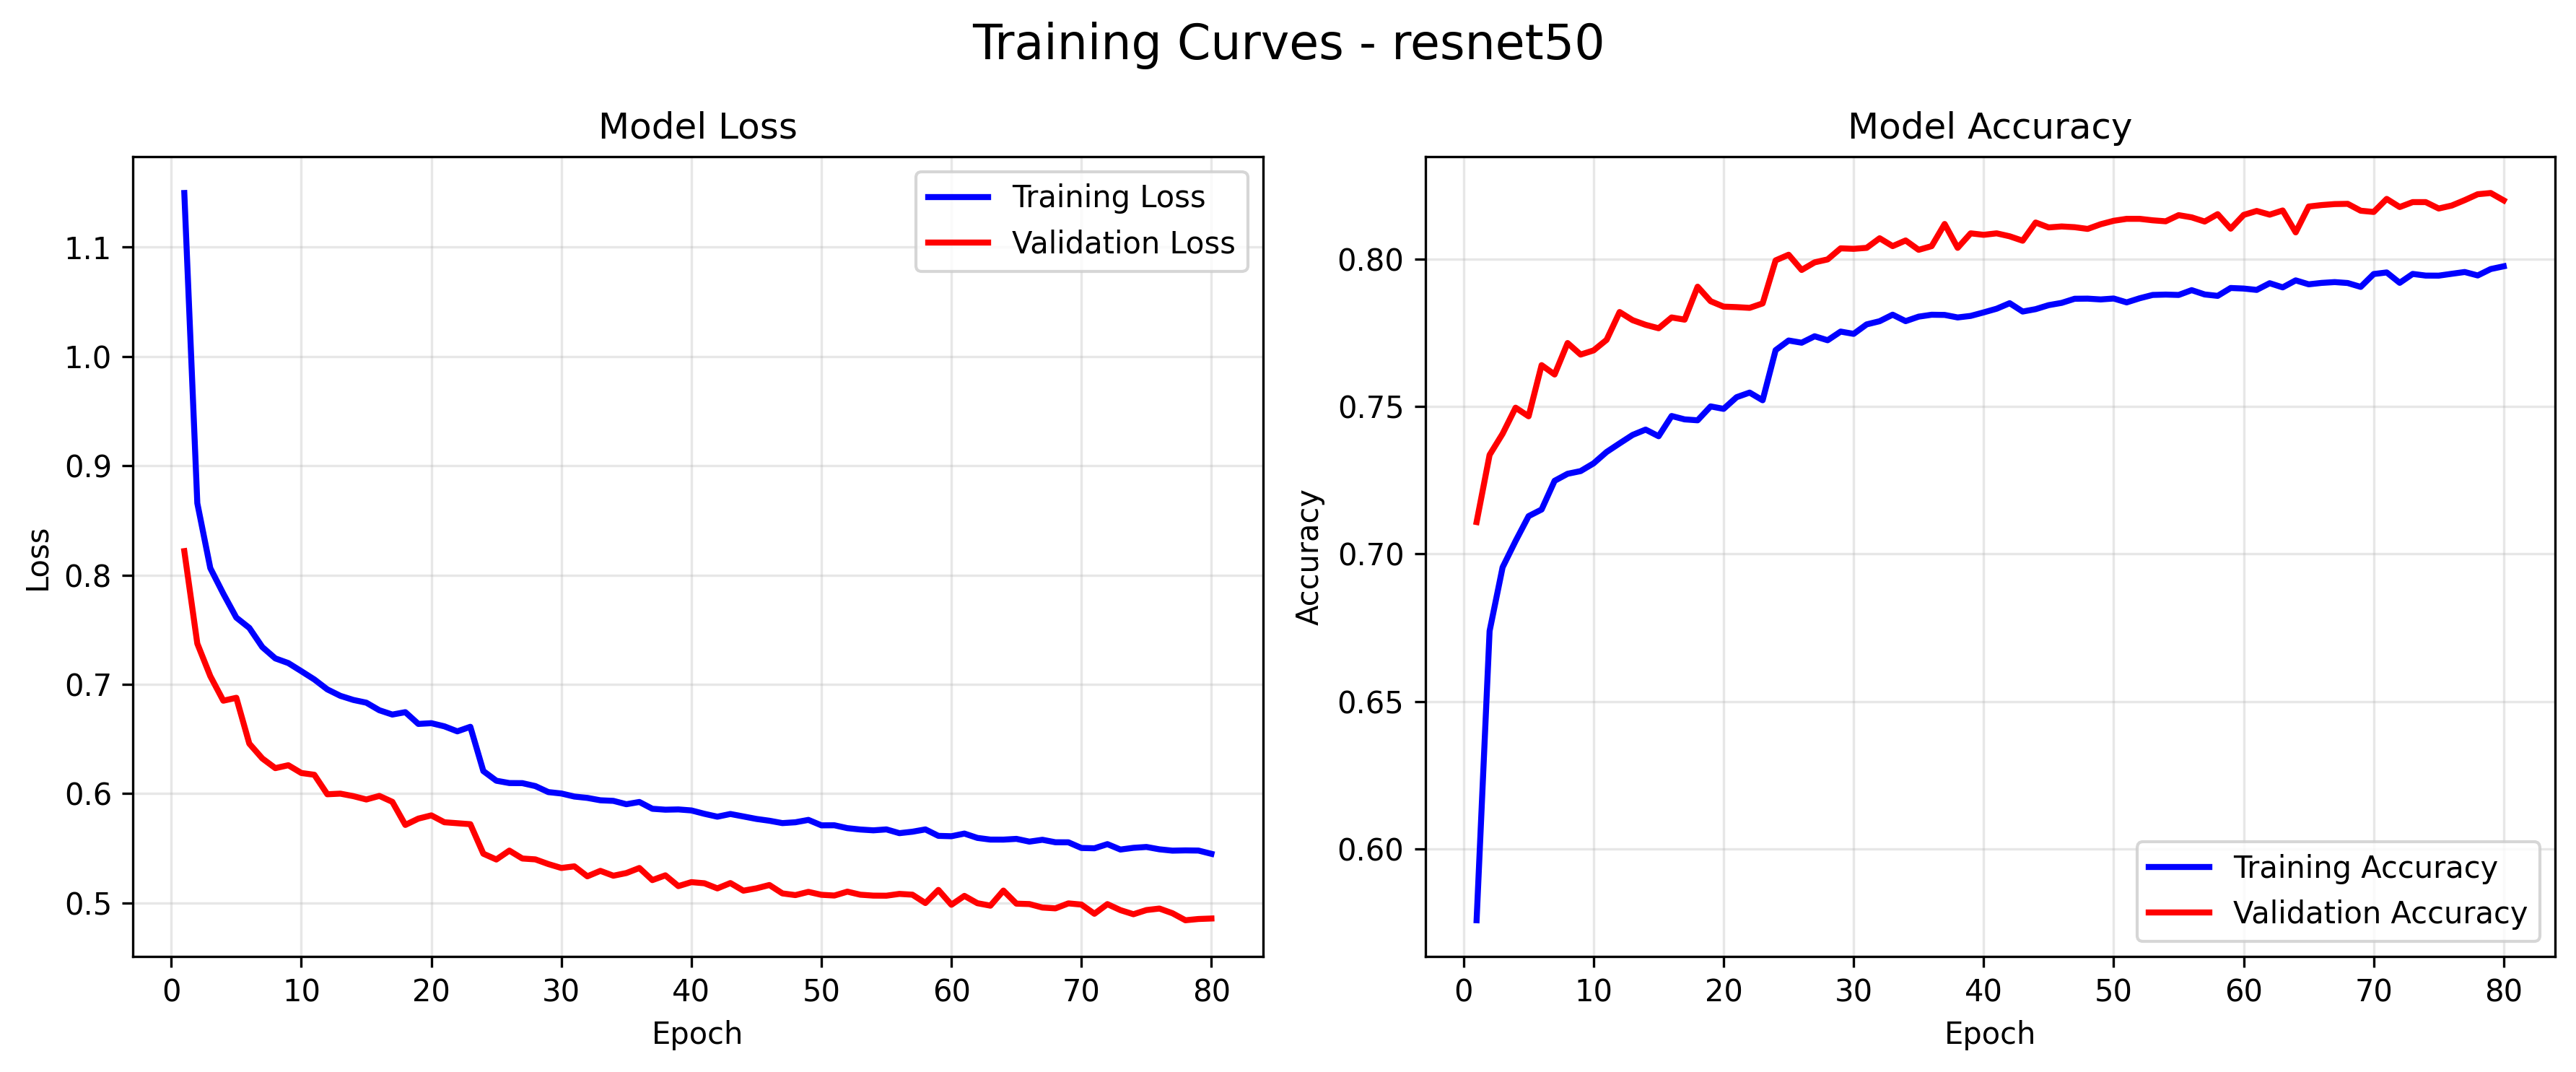 Training Curves - resnet50
Model Loss
Training Loss
Validation Loss
1.1
1.0
0.9
0.8
0.7
0.6
0.5
Loss
0 10 20 30 40 50 60 70 80
Epoch
Model Accuracy
0.80
0.75
0.70
0.65
0.60
Accuracy
Training Accuracy
Validation Accuracy
0 10 20 30 40 50 60 70 80
Epoch